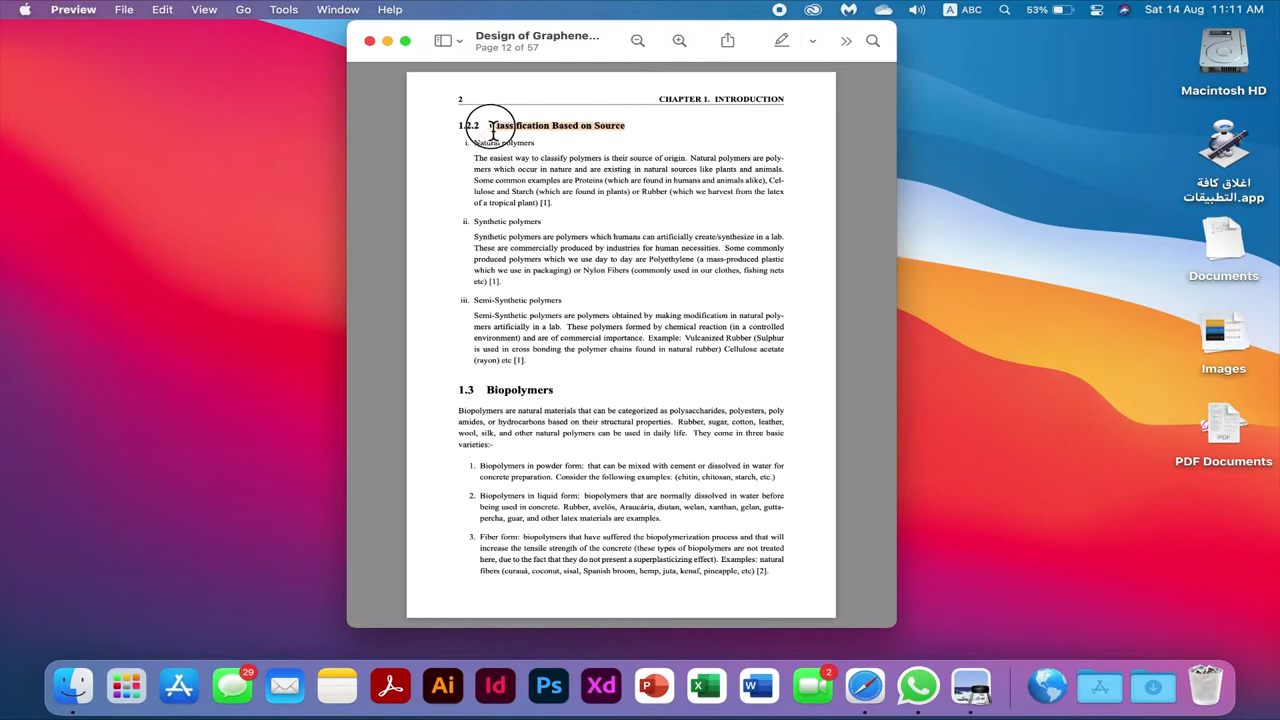 Preview File Edit View Go Tools Window Help
53% A ABC Sat 14 Aug 11:11 AM
Design of Graphene...
Page 12 of 57
2 CHAPTER 1. INTRODUCTION
1.2.2 Classification Based on Source
i. Natural polymers
The easiest way to classify polymers is their source of origin. Natural polymers are poly-
mers which occur in nature and are existing in natural sources like plants and animals.
Some common examples are Proteins (which are found in humans and animals alike), Cel-
lulose and Starch (which are found in plants) or Rubber (which we harvest from the latex
of a tropical plant) [1].
ii. Synthetic polymers
Synthetic polymers are polymers which humans can artificially create/synthesize in a lab.
These are commercially produced by industries for human necessities. Some commonly
produced polymers which we use day to day are Polyethylene (a mass-produced plastic
which we use in packaging) or Nylon Fibers (commonly used in our clothes, fishing nets
etc) [1].
iii. Semi-Synthetic polymers
Semi-Synthetic polymers are polymers obtained by making modification in natural poly-
mers artificially in a lab. These polymers formed by chemical reaction (in a controlled
environment) and are of commercial importance. Example: Vulcanized Rubber (Sulphur
is used in cross bonding the polymer chains found in natural rubber) Cellulose acetate
(rayon) etc [1].
1.3 Biopolymers
Biopolymers are natural materials that can be categorized as polysaccharides, polyesters, poly
amides, or hydrocarbons based on their structural properties. Rubber, sugar, cotton, leather,
wool, silk, and other natural polymers can be used in daily life. They come in three basic
varieties:-
1. Biopolymers in powder form: that can be mixed with cement or dissolved in water for
concrete preparation. Consider the following examples: (chitin, chitosan, starch, etc.)
2. Biopolymers in liquid form: biopolymers that are normally dissolved in water before
being used in concrete. Rubber, avelós, Araucária, diutan, welan, xanthan, gelan, gutta-
percha, guar, and other latex materials are examples.
3. Fiber form: biopolymers that have suffered the biopolymerization process and that will
increase the tensile strength of the concrete (these types of biopolymers are not treated
here, due to the fact that they do not present a superplasticizing effect). Examples: natural
fibers (curauá, coconut, sisal, Spanish broom, hemp, juta, kenaf, pineapple, etc) [2].
Macintosh HD
اغلاق كافة
التطبيقات.app
Documents
Images
PDF
PDF Documents
29
Ai
Id
Ps
Xd
P
X
W
2